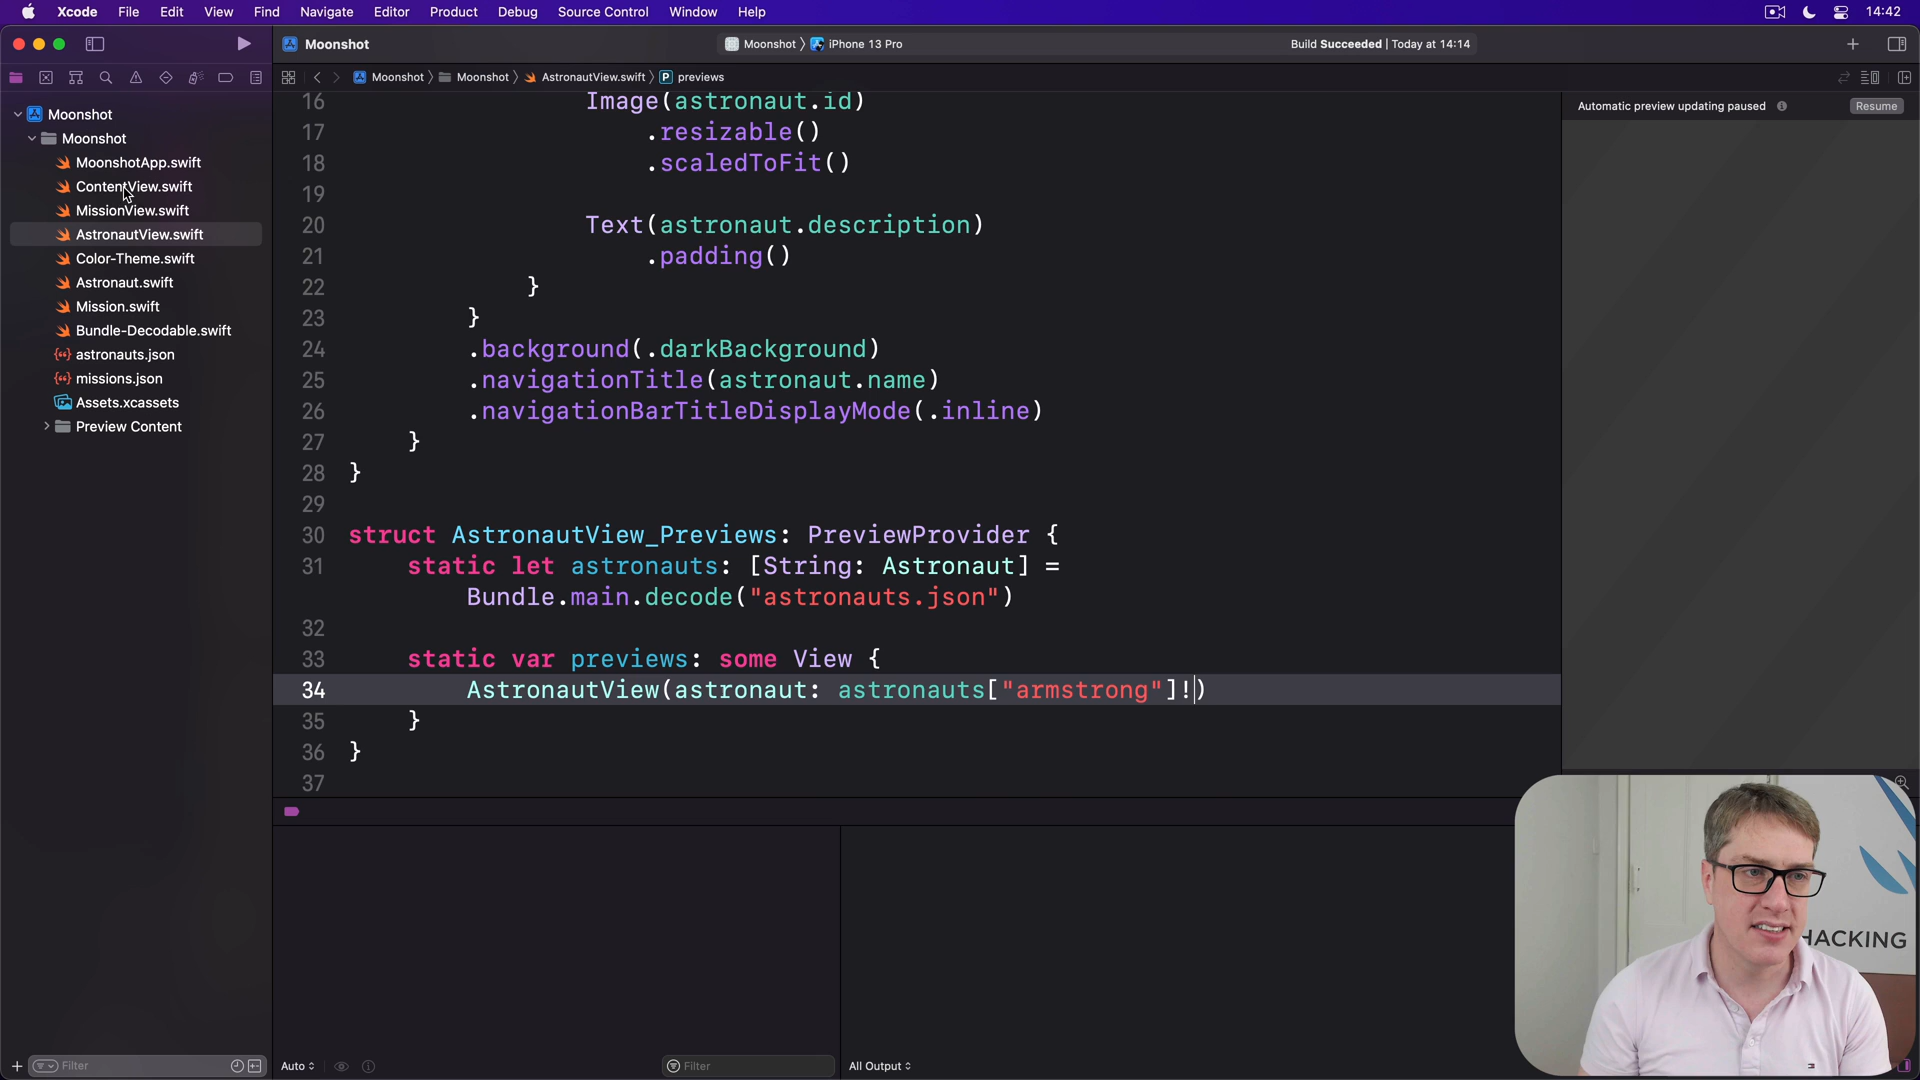 Xcode File Edit View Find Navigate Editor Product Debug Source Control Window Help 14:42
Moonshot
Moonshot iPhone 13 Pro
Build Succeeded | Today at 14:14
Moonshot Moonshot AstronautView.swift P previews
Moonshot
Moonshot
MoonshotApp.swift
ContentView.swift
MissionView.swift
AstronautView.swift
Color-Theme.swift
Astronaut.swift
Mission.swift
Bundle-Decodable.swift
astronauts.json
missions.json
Assets.xcassets
Preview Content
16 Image(astronaut.id)
17 .resizable()
18 .scaledToFit()
19
20 Text(astronaut.description)
21 .padding()
22 }
23 }
24 .background(.darkBackground)
25 .navigationTitle(astronaut.name)
26 .navigationBarTitleDisplayMode(.inline)
27 }
28 }
29
30 struct AstronautView_Previews: PreviewProvider {
31 static let astronauts: [String: Astronaut] =
Bundle.main.decode("astronauts.json")
32
33 static var previews: some View {
34 AstronautView(astronaut: astronauts["armstrong"]!)
35 }
36 }
37
Automatic preview updating paused Resume
HACKING
Filter
Auto
Filter
All Output